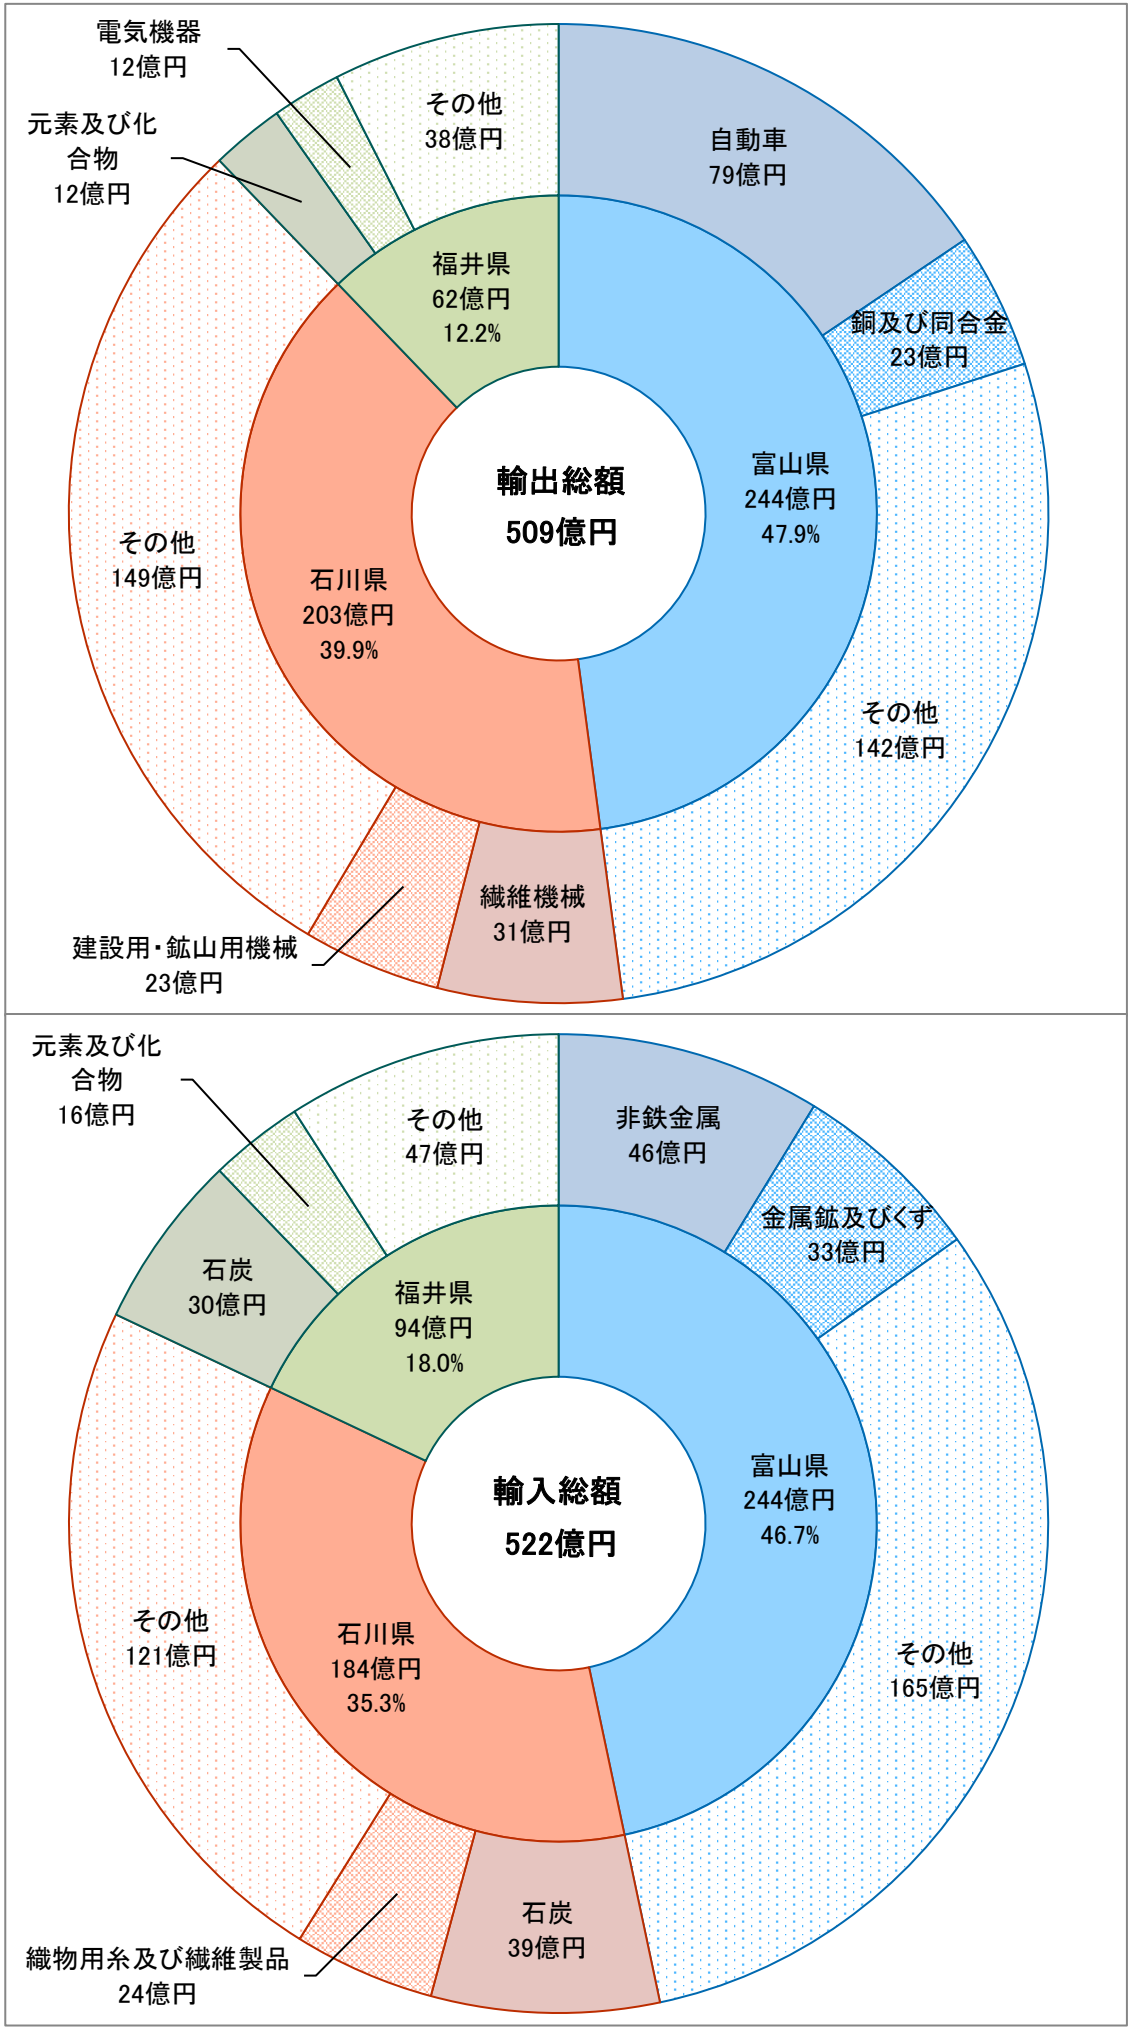 電気機器
12億円
元素及び化
合物
12億円
その他
38億円
自動車
79億円
銅及び同合金
23億円
福井県
62億円
12.2%
輸出総額
509億円
富山県
244億円
47.9%
その他
149億円
石川県
203億円
39.9%
その他
142億円
繊維機械
31億円
建設用・鉱山用機械
23億円
元素及び化
合物
16億円
その他
47億円
非鉄金属
46億円
金属鉱及びくず
33億円
石炭
30億円
福井県
94億円
18.0%
輸入総額
522億円
富山県
244億円
46.7%
その他
121億円
石川県
184億円
35.3%
その他
165億円
石炭
39億円
織物用糸及び繊維製品
24億円